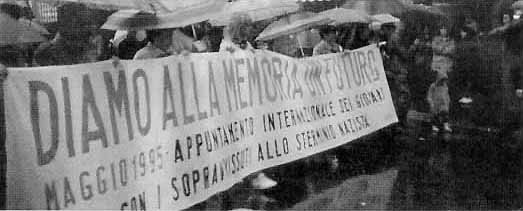 DIAMO ALLA MEMORIA UN FUTURO
MAGGIO 1995 APPUNTAMENTO INTERNAZIONALE DEI GIOVANI
CON I SOPRAVVISSUTI ALLO STERMINIO NAZISTA